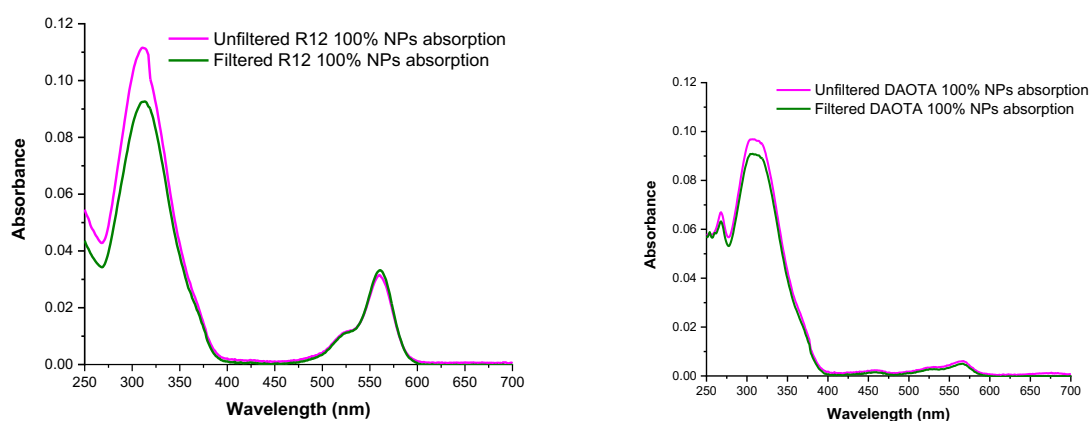 0.12
0.10
0.08
0.06
0.04
0.02
0.00
Absorbance
Unfiltered R12 100% NPs absorption
Filtered R12 100% NPs absorption
250 300 350 400 450 500 550 600 650 700
Wavelength (nm)
0.12
0.10
0.08
0.06
0.04
0.02
0.00
Absorbance
Unfiltered DAOTA 100% NPs absorption
Filtered DAOTA 100% NPs absorption
250 300 350 400 450 500 550 600 650 700
Wavelength (nm)